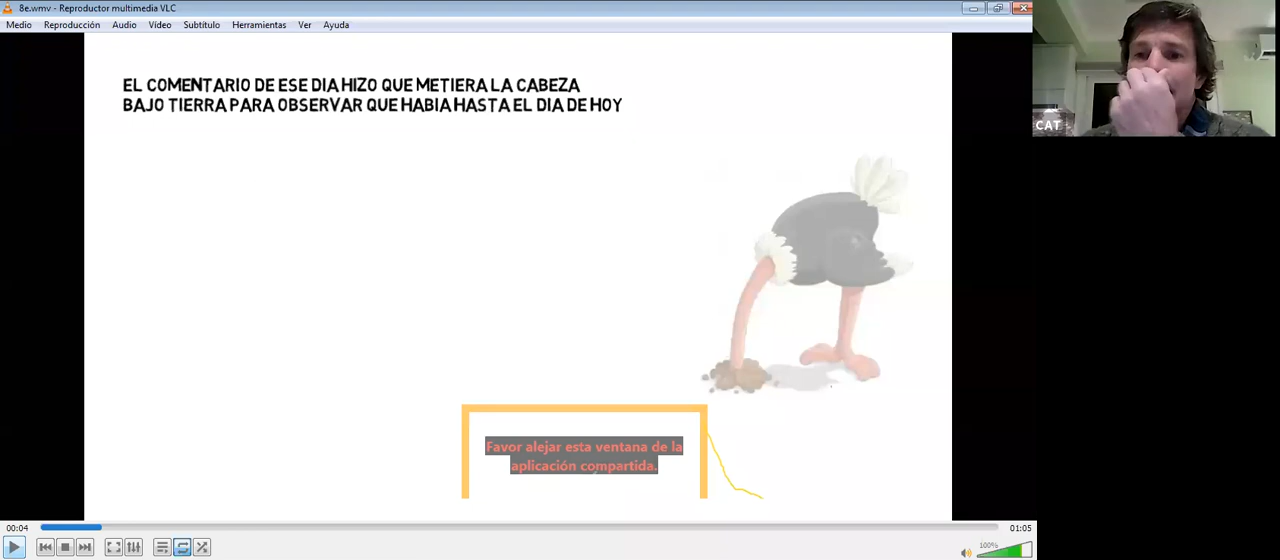 8e.wmv - Reproductor multimedia VLC
Medio Reproducción Audio Vídeo Subtítulo Herramientas Ver Ayuda
EL COMENTARIO DE ESE DIA HIZO QUE METIERA LA CABEZA
BAJO TIERRA PARA OBSERVAR QUE HABIA HASTA EL DIA DE HOY
CAT
Favor alejar esta ventana de la
aplicación compartida.
00:04
01:05
100%